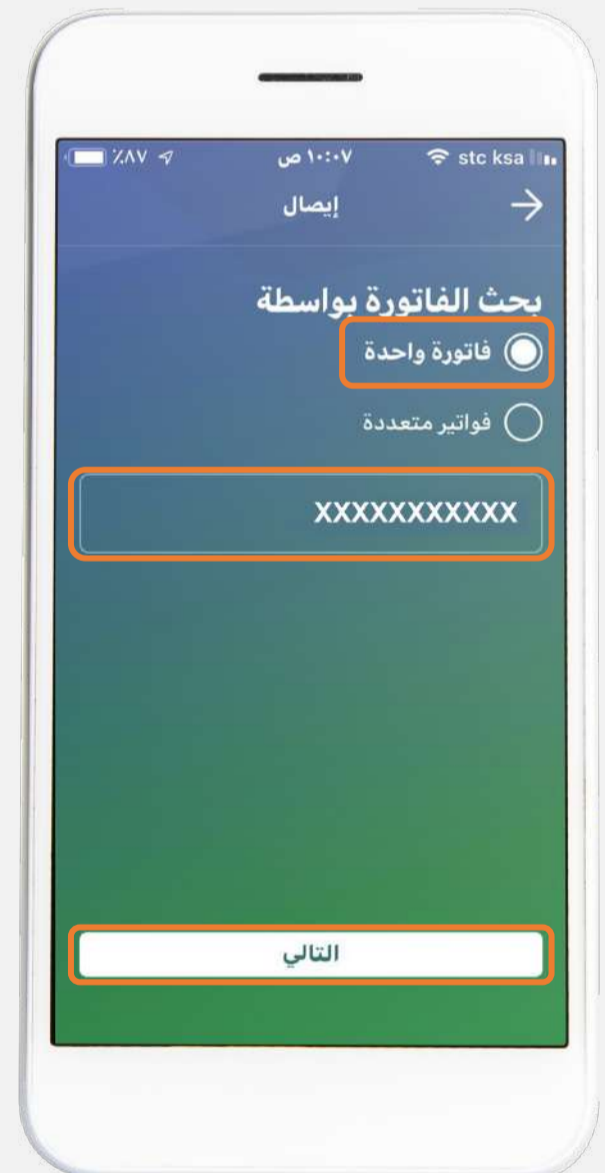 stc ksa ١٠:٠٧ ص ٪٨٧
إيصال
بحث الفاتورة بواسطة
فاتورة واحدة
فواتير متعددة
XXXXXXXXXXX
التالي